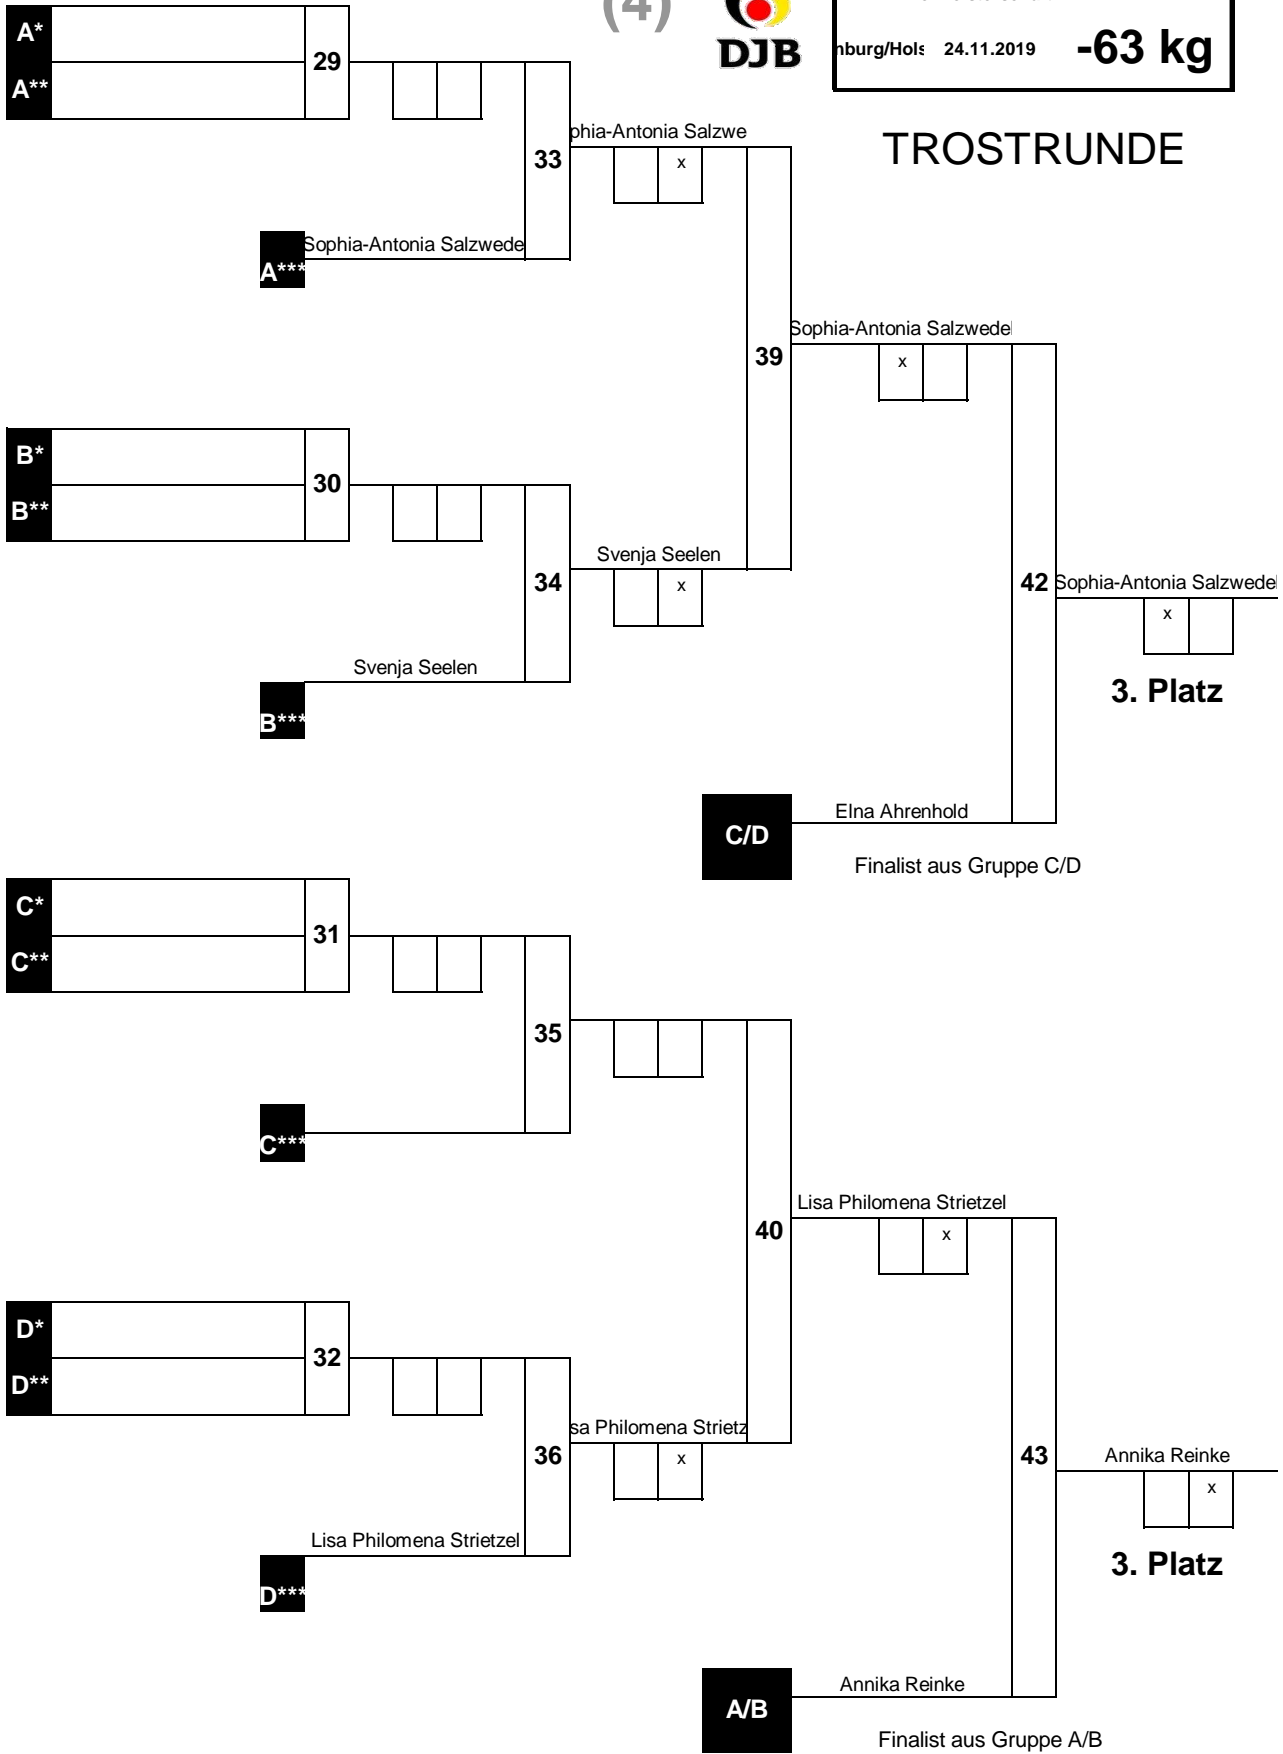 (4)
DJB
nburg/Hols 24.11.2019 -63 kg
TROSTRUNDE
A*
A**
29
33
phia-Antonia Salzwe
x
A***
Sophia-Antonia Salzwede
39
Sophia-Antonia Salzwedel
x
B*
B**
30
34
Svenja Seelen
x
B***
Svenja Seelen
42
Sophia-Antonia Salzwedel
x
3. Platz
C/D
Elna Ahrenhold
Finalist aus Gruppe C/D
C*
C**
31
35
C***
40
Lisa Philomena Strietzel
x
D*
D**
32
36
sa Philomena Strietz
x
D***
Lisa Philomena Strietzel
43
Annika Reinke
x
3. Platz
A/B
Annika Reinke
Finalist aus Gruppe A/B